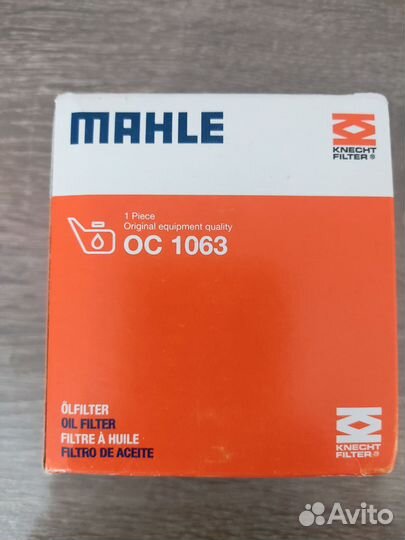 MAHLE
KNECHT
FILTER®
1 Piece
Original equipment quality
OC 1063
ÖLFILTER
OIL FILTER
FILTRE À HUILE
FILTRO DE ACEITE
KNECHT
FILTER®
Avito